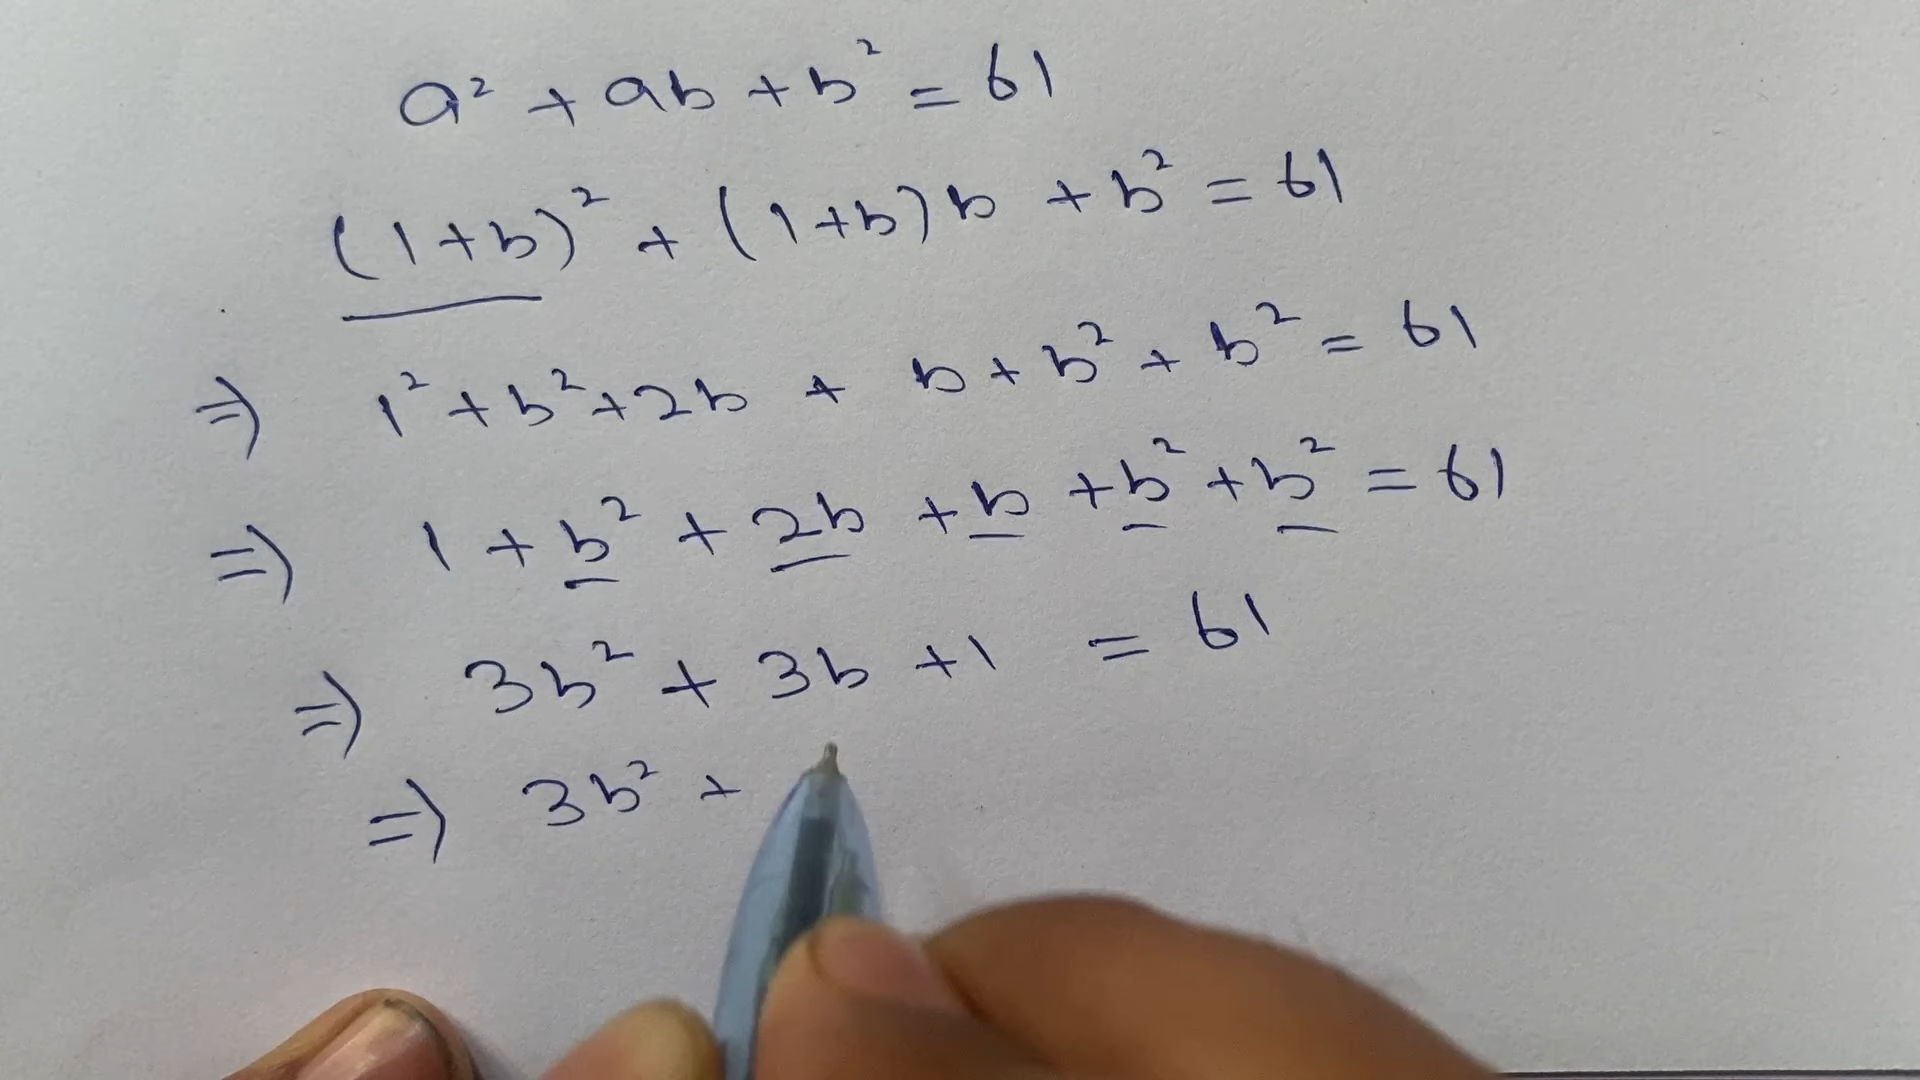 a² + ab + b² = 61
(1+b)² + (1+b)b + b² = 61
⇒ 1² + b² + 2b + b + b² + b² = 61
⇒ 1 + b² + 2b + b + b² + b² = 61
⇒ 3b² + 3b + 1 = 61
⇒ 3b² +